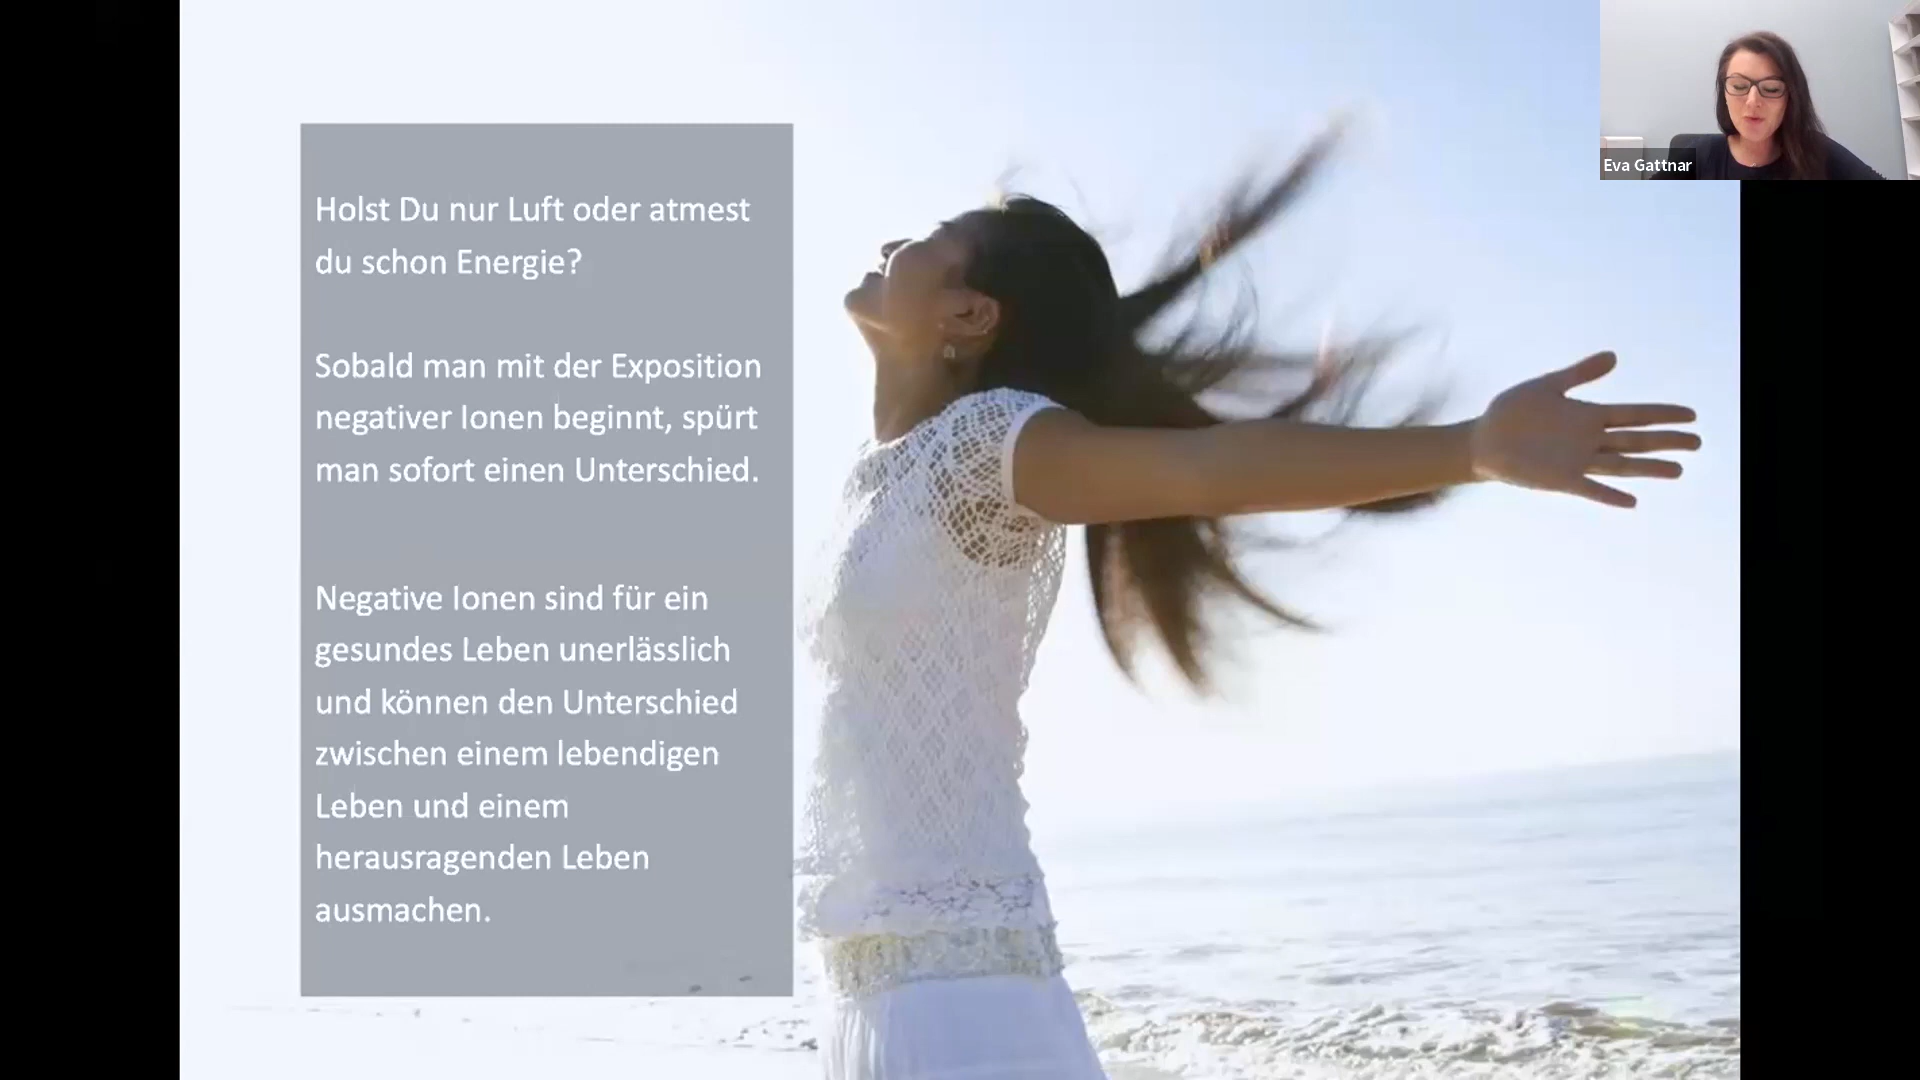 Holst Du nur Luft oder atmest
du schon Energie?
Sobald man mit der Exposition
negativer Ionen beginnt, spürt
man sofort einen Unterschied.
Negative Ionen sind für ein
gesundes Leben unerlässlich
und können den Unterschied
zwischen einem lebendigen
Leben und einem
herausragenden Leben
ausmachen.
Eva Gattnar